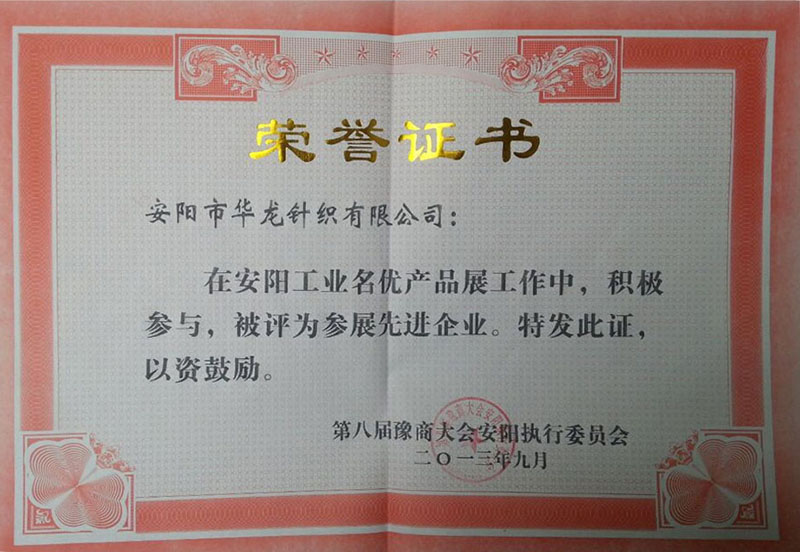 荣誉证书
安阳市华龙针织有限公司：
在安阳工业名优产品展工作中，积极
参与，被评为参展先进企业。特发此证，
以资鼓励。
第八届豫商大会安阳执行委员会
二〇一三年九月